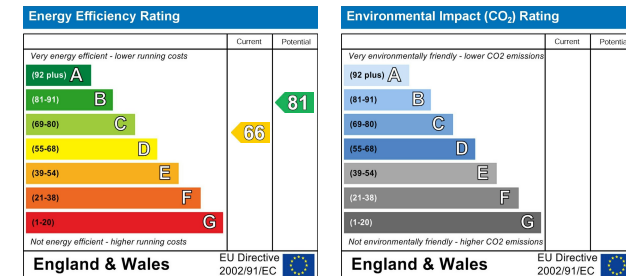 Energy Efficiency Rating
Current Potential
Very energy efficient - lower running costs
(92 plus) A
(81-91) B
(69-80) C
(55-68) D
(39-54) E
(21-38) F
(1-20) G
66
81
Not energy efficient - higher running costs
England & Wales
EU Directive
2002/91/EC
Environmental Impact (CO₂) Rating
Current Potential
Very environmentally friendly - lower CO2 emissions
(92 plus) A
(81-91) B
(69-80) C
(55-68) D
(39-54) E
(21-38) F
(1-20) G
Not environmentally friendly - higher CO2 emissions
England & Wales
EU Directive
2002/91/EC